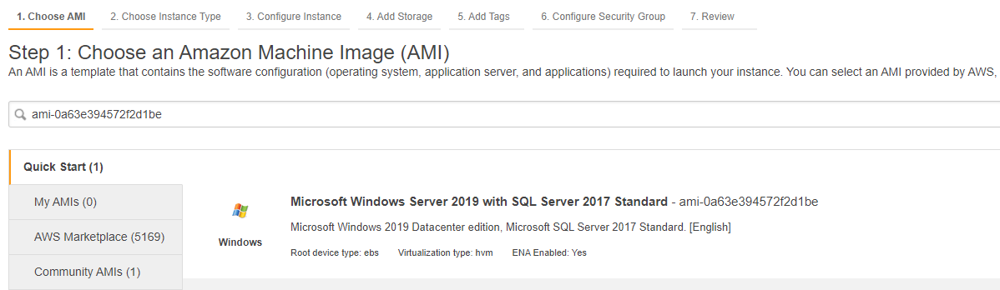 1. Choose AMI 2. Choose Instance Type 3. Configure Instance 4. Add Storage 5. Add Tags 6. Configure Security Group 7. Review
Step 1: Choose an Amazon Machine Image (AMI)
An AMI is a template that contains the software configuration (operating system, application server, and applications) required to launch your instance. You can select an AMI provided by AWS,
ami-0a63e394572f2d1be
Quick Start (1)
My AMIs (0)
AWS Marketplace (5169)
Community AMIs (1)
Windows
Microsoft Windows Server 2019 with SQL Server 2017 Standard - ami-0a63e394572f2d1be
Microsoft Windows 2019 Datacenter edition, Microsoft SQL Server 2017 Standard. [English]
Root device type: ebs Virtualization type: hvm ENA Enabled: Yes